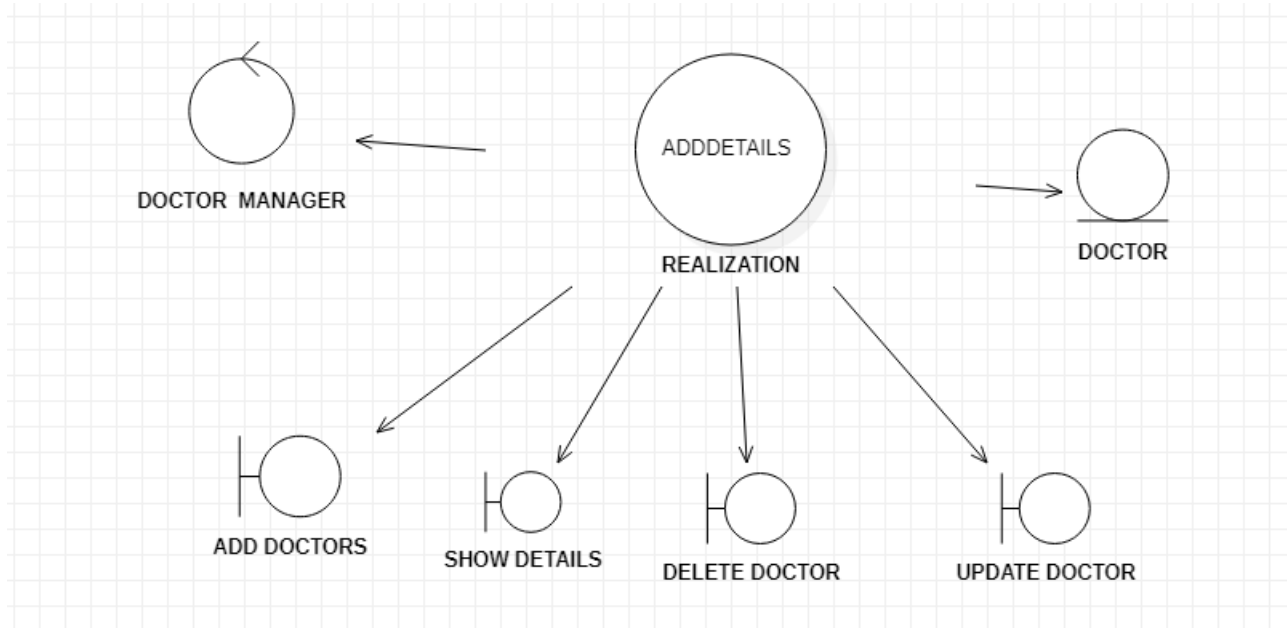 ADDDETAILS
DOCTOR MANAGER
DOCTOR
REALIZATION
ADD DOCTORS
SHOW DETAILS
DELETE DOCTOR
UPDATE DOCTOR